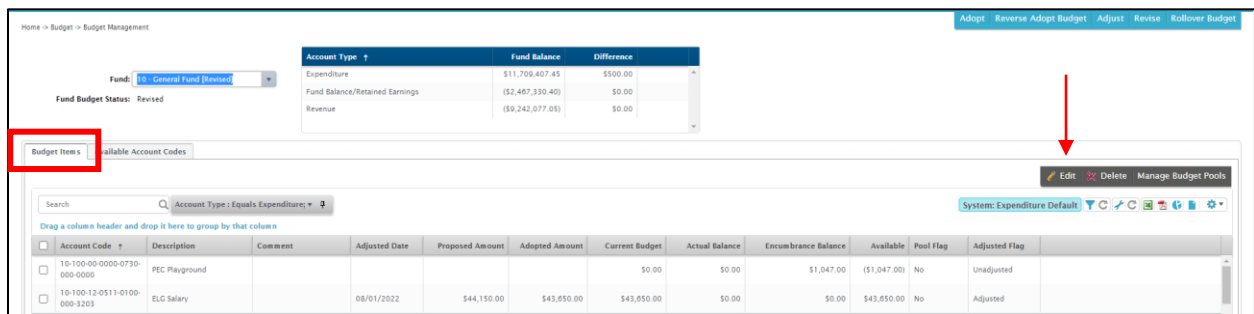 Home -> Budget -> Budget Management
Adopt Reverse Adopt Budget Adjust Revise Rollover Budget
Account Type ↑ Fund Balance Difference
Expenditure $11,709,407.45 $500.00
Fund Balance/Retained Earnings ($2,467,330.40) $0.00
Revenue ($9,242,077.05) $0.00
Fund: 10 - General Fund [Revised]
Fund Budget Status: Revised
Budget Items Available Account Codes
Edit Delete Manage Budget Pools
Search Account Type : Equals Expenditure; System: Expenditure Default
Drag a column header and drop it here to group by that column
Account Code ↑ Description Comment Adjusted Date Proposed Amount Adopted Amount Current Budget Actual Balance Encumbrance Balance Available Pool Flag Adjusted Flag
10-100-00-0000-0730-
000-0000 PEC Playground $0.00 $0.00 $1,047.00 ($1,047.00) No Unadjusted
10-100-12-0511-0100-
000-3203 ELG Salary 08/01/2022 $44,150.00 $43,650.00 $43,650.00 $0.00 $0.00 $43,650.00 No Adjusted